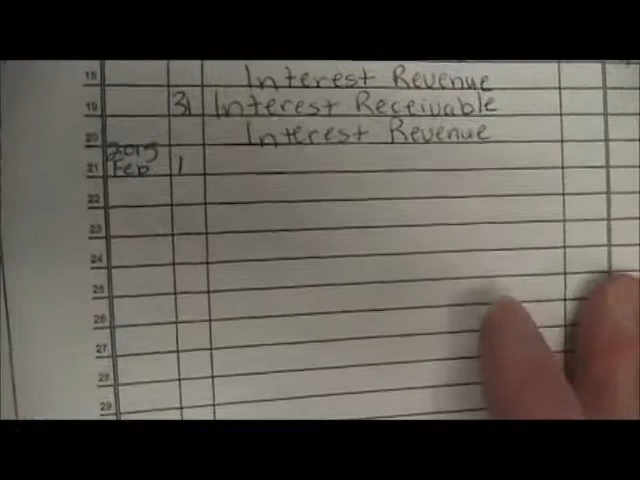 18 Interest Revenue
19 31 Interest Receivable
20 Interest Revenue
2015
21 Feb 1
22
23
24
25
26
27
28
29